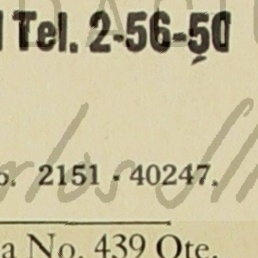 Tel. 2-56-50
o. 2151 - 40247.
a No. 439 Ote.